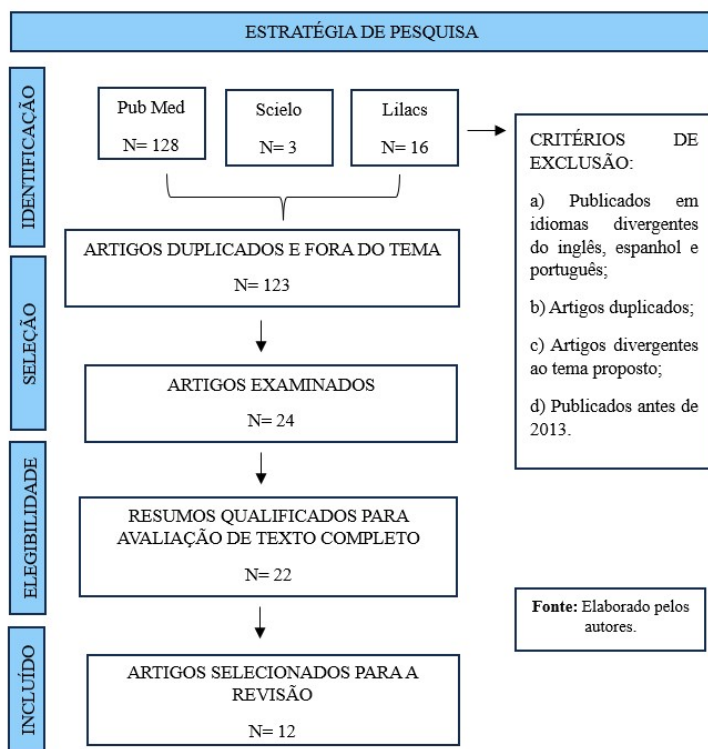 ESTRATÉGIA DE PESQUISA
IDENTIFICAÇÃO
Pub Med
N= 128
Scielo
N= 3
Lilacs
N= 16
CRITÉRIOS DE
EXCLUSÃO:
a) Publicados em
idiomas divergentes
do inglês, espanhol e
português;
b) Artigos duplicados;
c) Artigos divergentes
ao tema proposto;
d) Publicados antes de
2013.
ARTIGOS DUPLICADOS E FORA DO TEMA
N= 123
SELEÇÃO
ARTIGOS EXAMINADOS
N= 24
ELEGIBILIDADE
RESUMOS QUALIFICADOS PARA
AVALIAÇÃO DE TEXTO COMPLETO
N= 22
Fonte: Elaborado pelos
autores.
INCLUÍDO
ARTIGOS SELECIONADOS PARA A
REVISÃO
N= 12